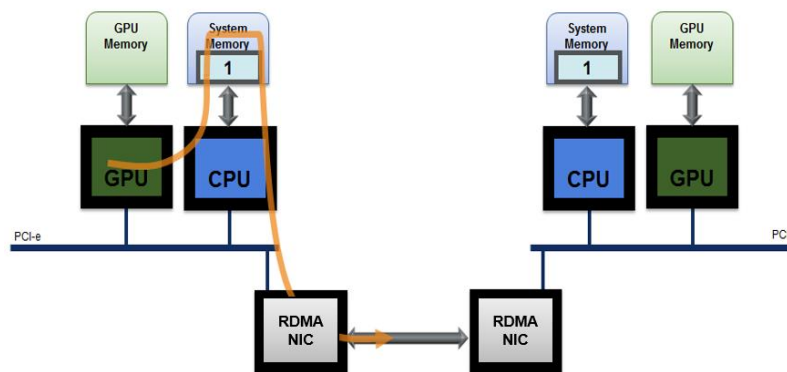 GPU
Memory
System
Memory
1
System
Memory
1
GPU
Memory
GPU
CPU
CPU
GPU
PCI-e
PC
RDMA
NIC
RDMA
NIC